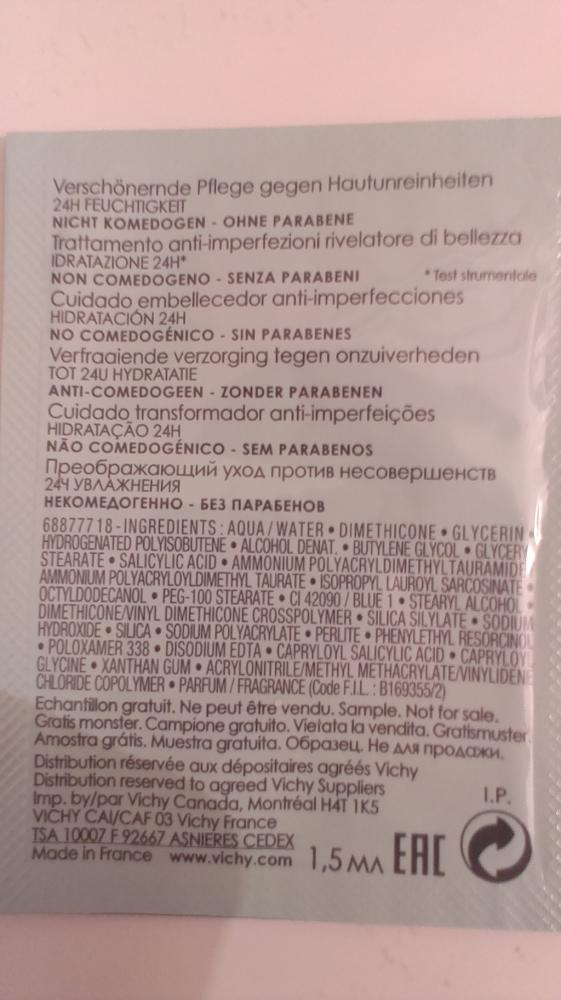 Verschönernde Pflege gegen Hautunreinheiten
24H FEUCHTIGKEIT
NICHT KOMEDOGEN - OHNE PARABENE
Trattamento anti-imperfezioni rivelatore di bellezza
IDRATAZIONE 24H*
NON COMEDOGENO - SENZA PARABENI * Test strumentale
Cuidado embellecedor anti-imperfecciones
HIDRATACIÓN 24H
NO COMEDOGÉNICO - SIN PARABENES
Verfraaiende verzorging tegen onzuiverheden
TOT 24U HYDRATATIE
ANTI-COMEDOGEEN - ZONDER PARABENEN
Cuidado transformador anti-imperfeições
HIDRATAÇÃO 24H
NÃO COMEDOGÉNICO - SEM PARABENOS
Преображающий уход против несовершенств
24Ч УВЛАЖНЕНИЯ
НЕКОМЕДОГЕННО - БЕЗ ПАРАБЕНОВ
688777 18 - INGREDIENTS : AQUA / WATER • DIMETHICONE • GLYCERIN •
HYDROGENATED POLYISOBUTENE • ALCOHOL DENAT. • BUTYLENE GLYCOL • GLYCERY
STEARATE • SALICYLIC ACID • AMMONIUM POLYACRYLDIMETHYLTAURAMIDE
AMMONIUM POLYACRYLOYLDIMETHYL TAURATE • ISOPROPYL LAUROYL SARCOSINATE •
OCTYLDODECANOL • PEG-100 STEARATE • CI 42090 / BLUE 1 • STEARYL ALCOHOL •
DIMETHICONE/VINYL DIMETHICONE CROSSPOLYMER • SILICA SILYLATE • SODIUM
HYDROXIDE • SILICA • SODIUM POLYACRYLATE • PERLITE • PHENYLETHYL RESORCINOL
• POLOXAMER 338 • DISODIUM EDTA • CAPRYLOYL SALICYLIC ACID • CAPRYLOY
GLYCINE • XANTHAN GUM • ACRYLONITRILE/METHYL METHACRYLATE/VINYLIDENE
CHLORIDE COPOLYMER • PARFUM / FRAGRANCE (Code F.I.L. : B169355/2)
Echantillon gratuit. Ne peut être vendu. Sample. Not for sale.
Gratis monster. Campione gratuito. Vietata la vendita. Gratismuster.
Amostra grátis. Muestra gratuita. Образец. Не для продажи.
Distribution réservée aux dépositaires agréés Vichy
Distribution reserved to agreed Vichy Suppliers
Imp. by/par Vichy Canada, Montréal H4T 1K5
VICHY CAI/CAF 03 Vichy France
TSA 10007 F 92667 ASNIERES CEDEX
Made in France www.vichy.com 1,5 мл EAC
I.P.